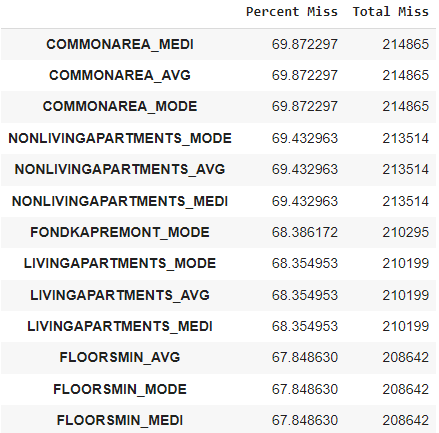 Percent Miss Total Miss
COMMONAREA_MEDI 69.872297 214865
COMMONAREA_AVG 69.872297 214865
COMMONAREA_MODE 69.872297 214865
NONLIVINGAPARTMENTS_MODE 69.432963 213514
NONLIVINGAPARTMENTS_AVG 69.432963 213514
NONLIVINGAPARTMENTS_MEDI 69.432963 213514
FONDKAPREMONT_MODE 68.386172 210295
LIVINGAPARTMENTS_MODE 68.354953 210199
LIVINGAPARTMENTS_AVG 68.354953 210199
LIVINGAPARTMENTS_MEDI 68.354953 210199
FLOORSMIN_AVG 67.848630 208642
FLOORSMIN_MODE 67.848630 208642
FLOORSMIN_MEDI 67.848630 208642